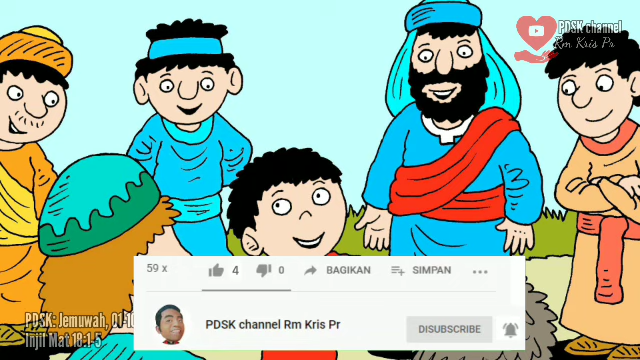 PDSK channel
Rm Kris Pr
59 x
4
0
BAGIKAN
SIMPAN
PDSK channel Rm Kris Pr
DISUBSCRIBE
PDSK: Jemuwah, 01-10
Injil Mat 18:1-5